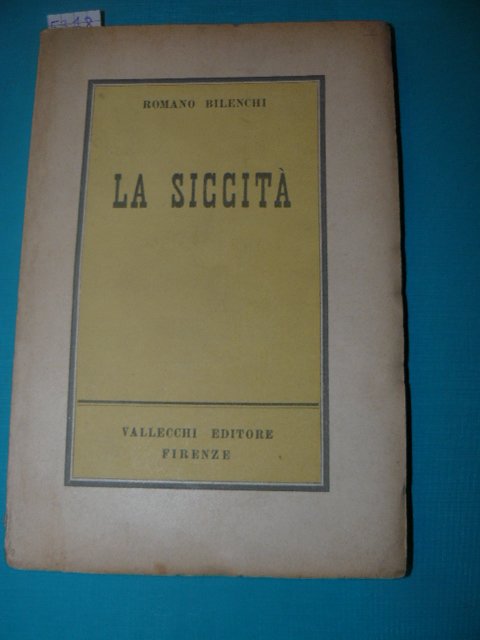 ROMANO BILENCHI
LA SICCITÀ
VALLECCHI EDITORE
FIRENZE